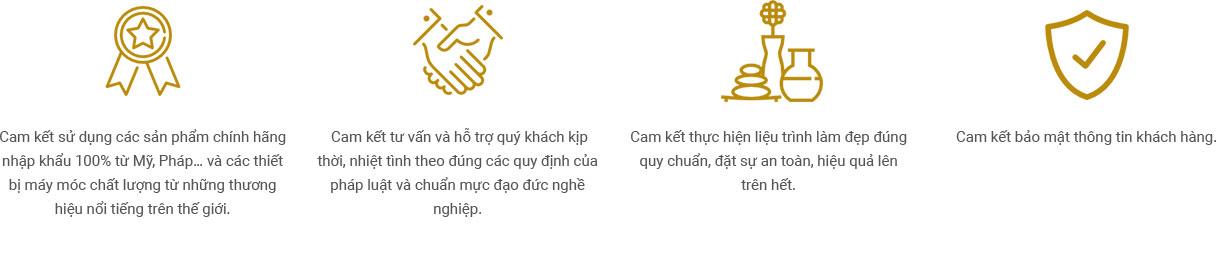 Cam kết sử dụng các sản phẩm chính hãng
nhập khẩu 100% từ Mỹ, Pháp... và các thiết
bị máy móc chất lượng từ những thương
hiệu nổi tiếng trên thế giới.
Cam kết tư vấn và hỗ trợ quý khách kịp
thời, nhiệt tình theo đúng các quy định của
pháp luật và chuẩn mực đạo đức nghề
nghiệp.
Cam kết thực hiện liệu trình làm đẹp đúng
quy chuẩn, đặt sự an toàn, hiệu quả lên
trên hết.
Cam kết bảo mật thông tin khách hàng.